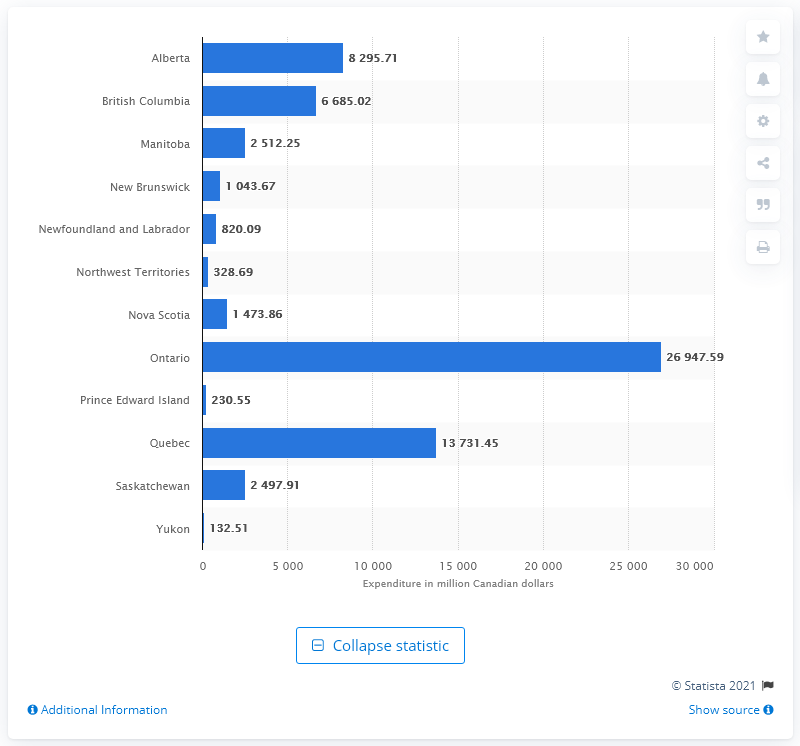 Alberta 8 295.71
British Columbia 6 685.02
Manitoba 2 512.25
New Brunswick 1 043.67
Newfoundland and Labrador 820.09
Northwest Territories 328.69
Nova Scotia 1 473.86
Ontario 26 947.59
Prince Edward Island 230.55
Quebec 13 731.45
Saskatchewan 2 497.91
Yukon 132.51
0 5 000 10 000 15 000 20 000 25 000 30 000
Expenditure in million Canadian dollars
Collapse statistic
© Statista 2021
Additional Information Show source